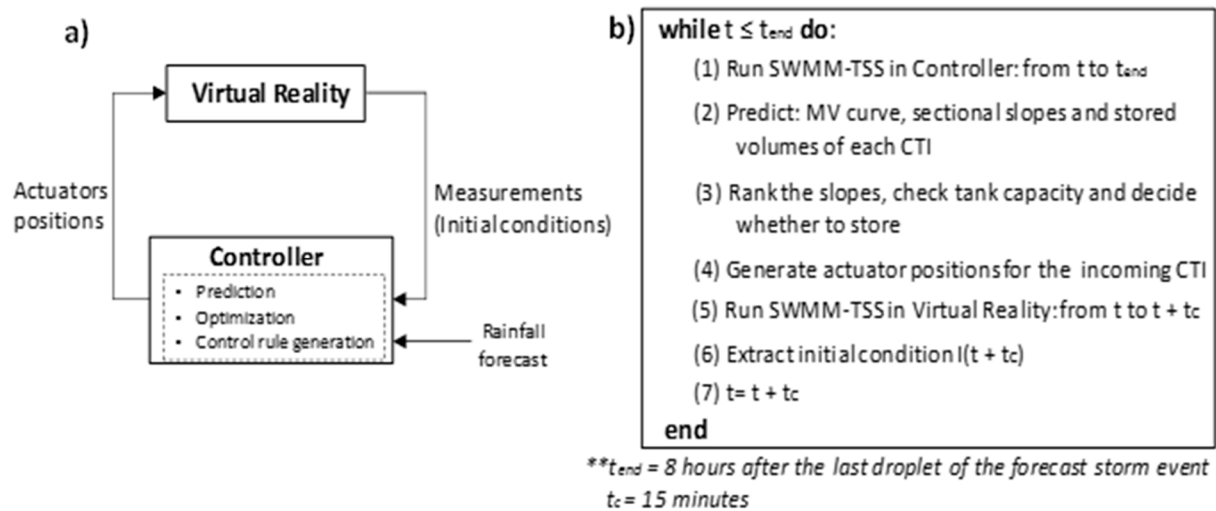 a)
Virtual Reality
Actuators
positions
Measurements
(Initial conditions)
Controller
• Prediction
• Optimization
• Control rule generation
Rainfall
forecast
b)
while t ≤ tend do:
(1) Run SWMM-TSS in Controller: from t to tend
(2) Predict: MV curve, sectional slopes and stored
volumes of each CTI
(3) Rank the slopes, check tank capacity and decide
whether to store
(4) Generate actuator positions for the incoming CTI
(5) Run SWMM-TSS in Virtual Reality: from t to t + tc
(6) Extract initial condition I(t + tc)
(7) t= t + tc
end
**tend = 8 hours after the last droplet of the forecast storm event
tc = 15 minutes